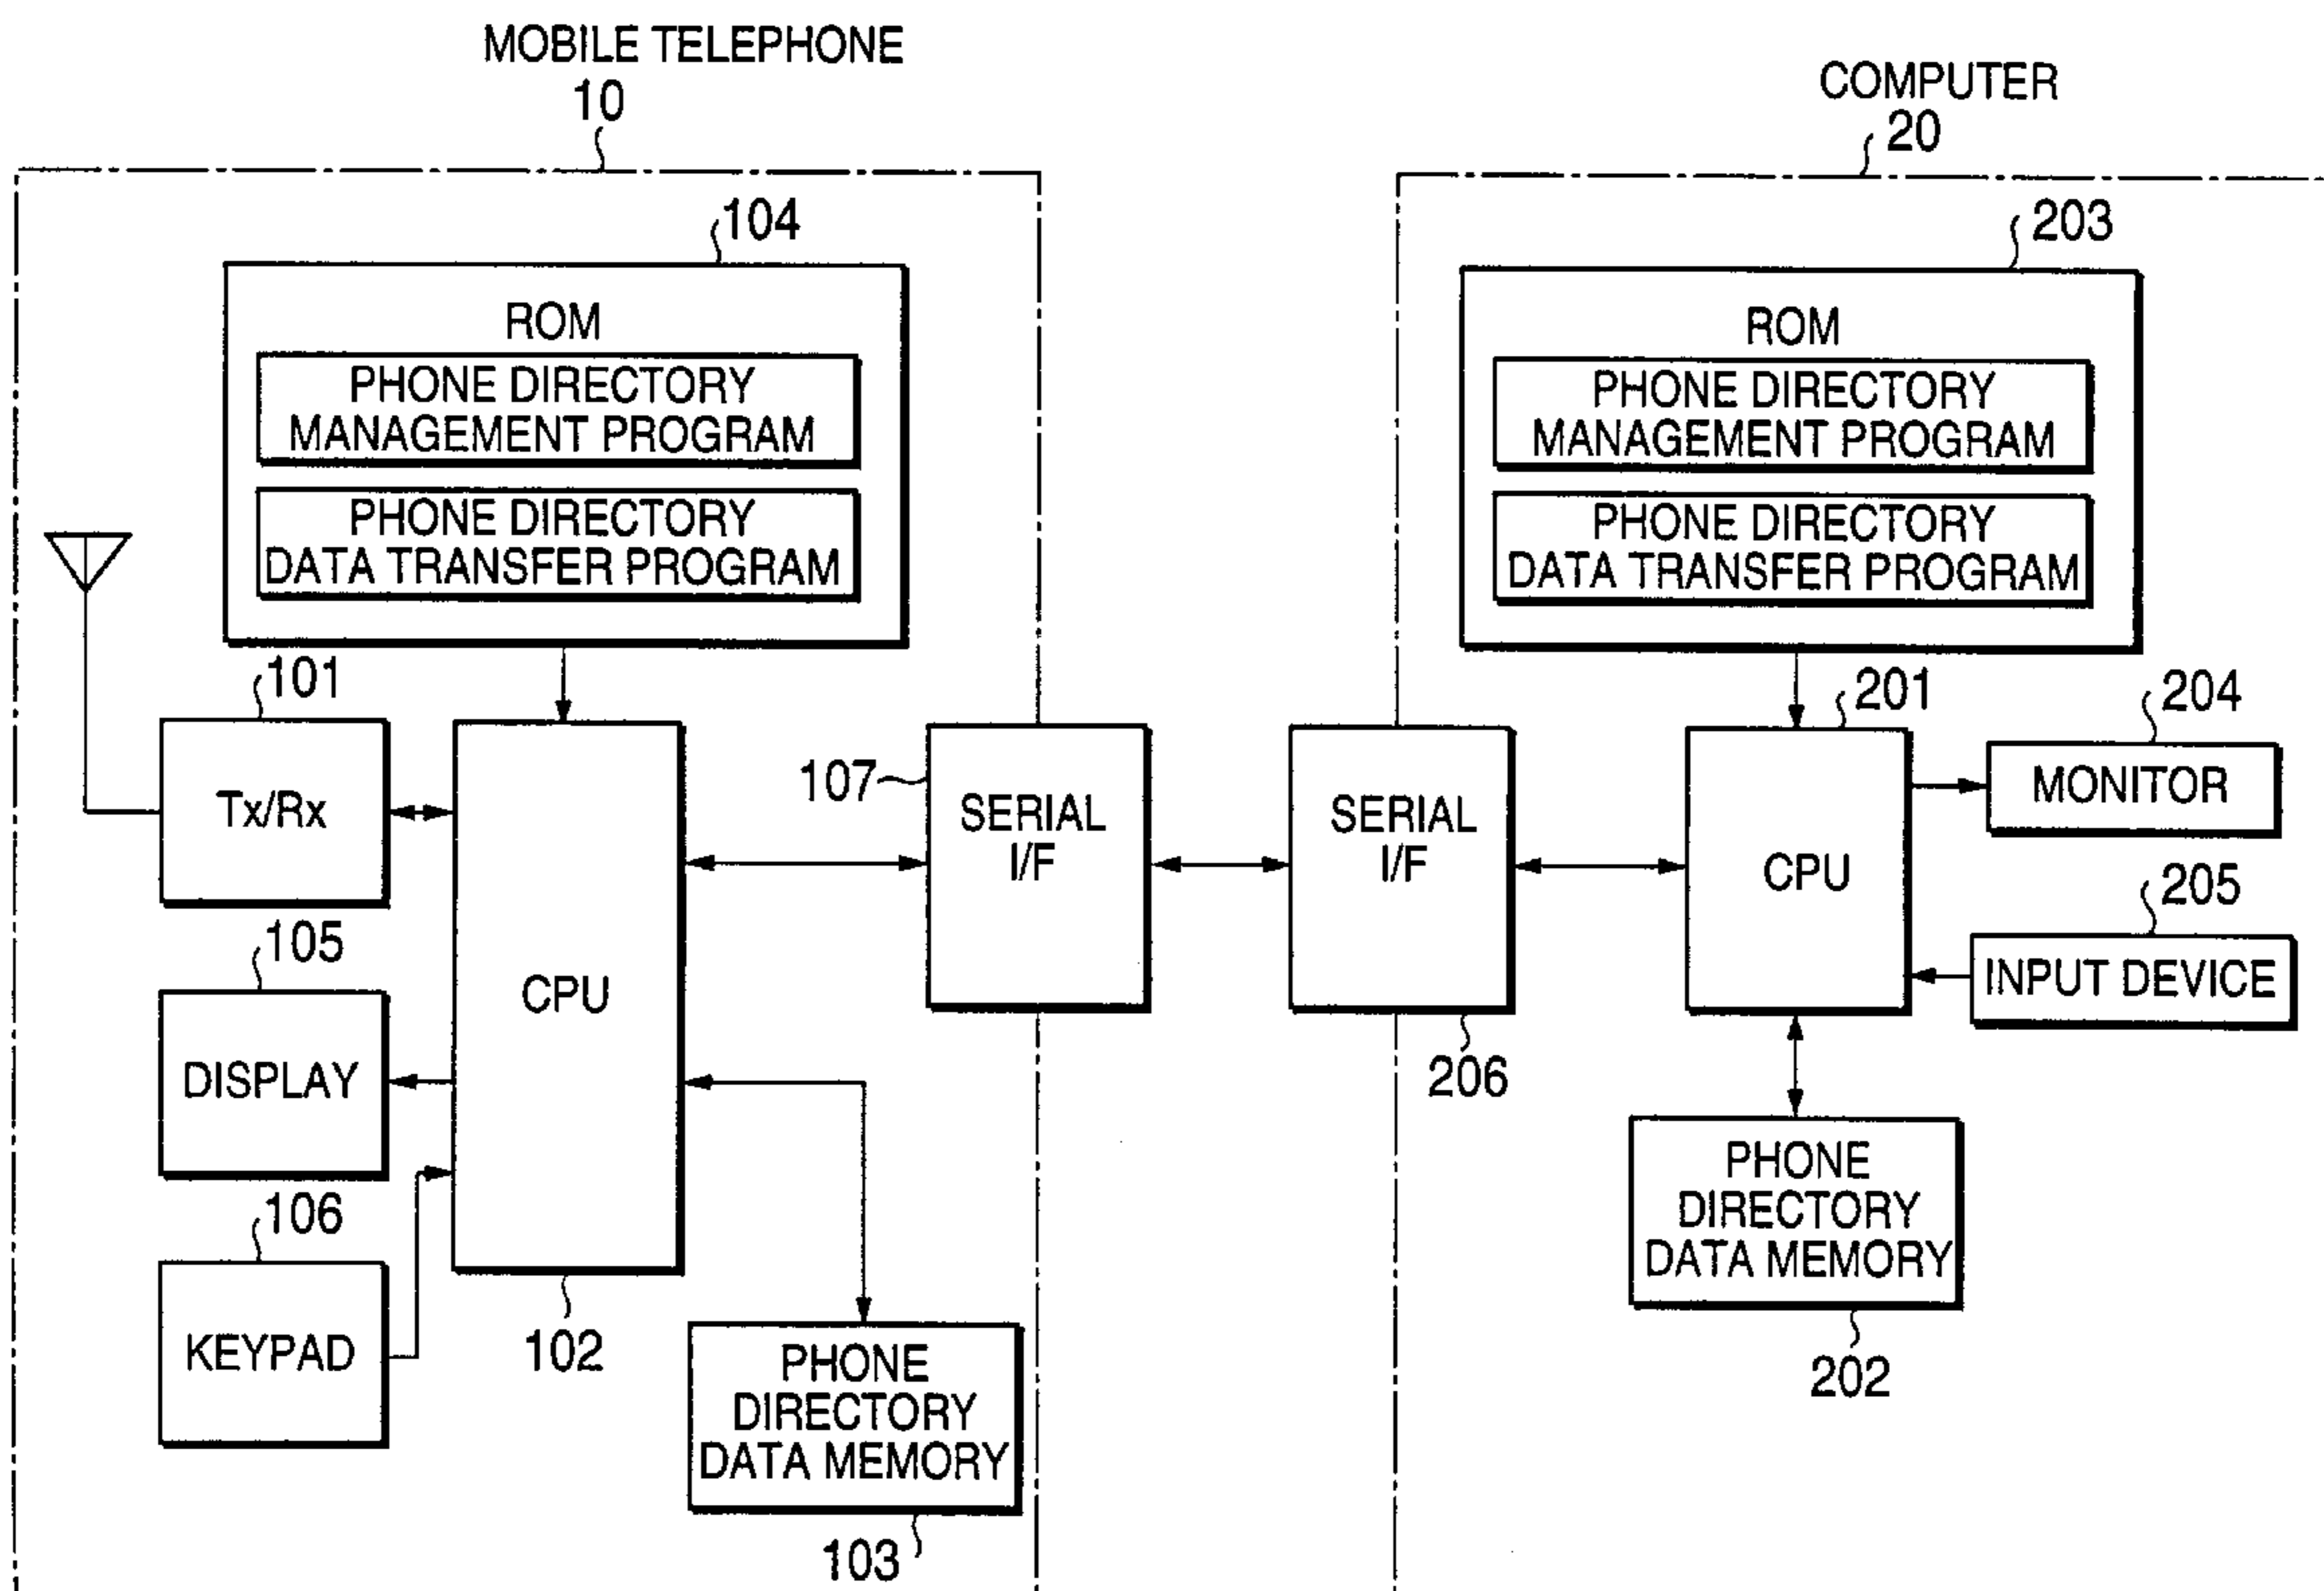 MOBILE TELEPHONE
10
COMPUTER
20
104
ROM
PHONE DIRECTORY
MANAGEMENT PROGRAM
PHONE DIRECTORY
DATA TRANSFER PROGRAM
203
ROM
PHONE DIRECTORY
MANAGEMENT PROGRAM
PHONE DIRECTORY
DATA TRANSFER PROGRAM
101
Tx/Rx
105
DISPLAY
106
KEYPAD
CPU
102
107
SERIAL
I/F
PHONE
DIRECTORY
DATA MEMORY
103
SERIAL
I/F
206
201
CPU
204
MONITOR
205
INPUT DEVICE
PHONE
DIRECTORY
DATA MEMORY
202